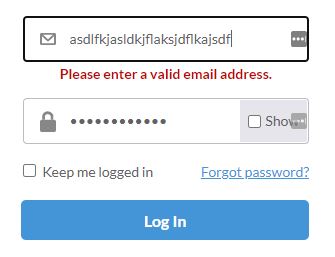 asdlfkjasldkjflaksjdflkajsdf
Please enter a valid email address.
Show
Keep me logged in Forgot password?
Log In